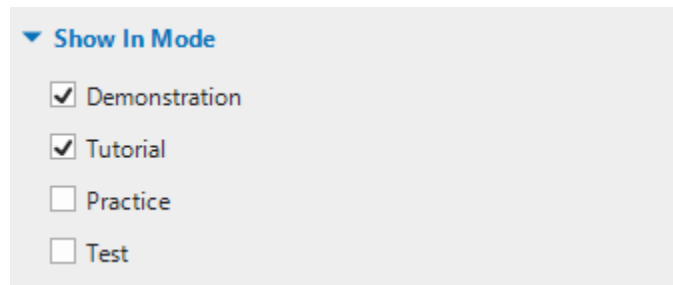 Show In Mode
Demonstration
Tutorial
Practice
Test